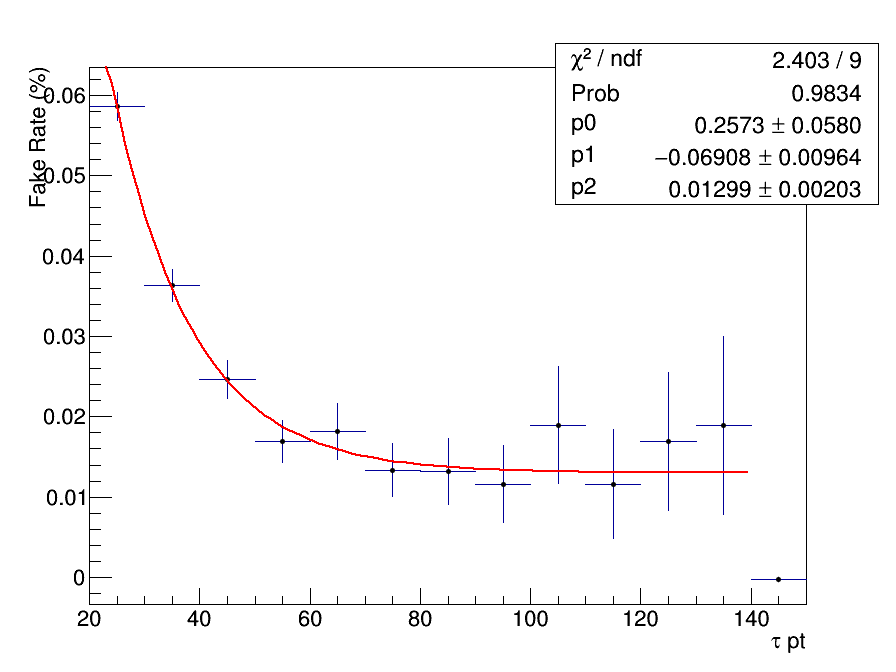 χ² / ndf 2.403 / 9
Prob 0.9834
p0 0.2573 ± 0.0580
p1 −0.06908 ± 0.00964
p2 0.01299 ± 0.00203
Fake Rate (%)
0.06
0.05
0.04
0.03
0.02
0.01
0
20 40 60 80 100 120 140
τ pt